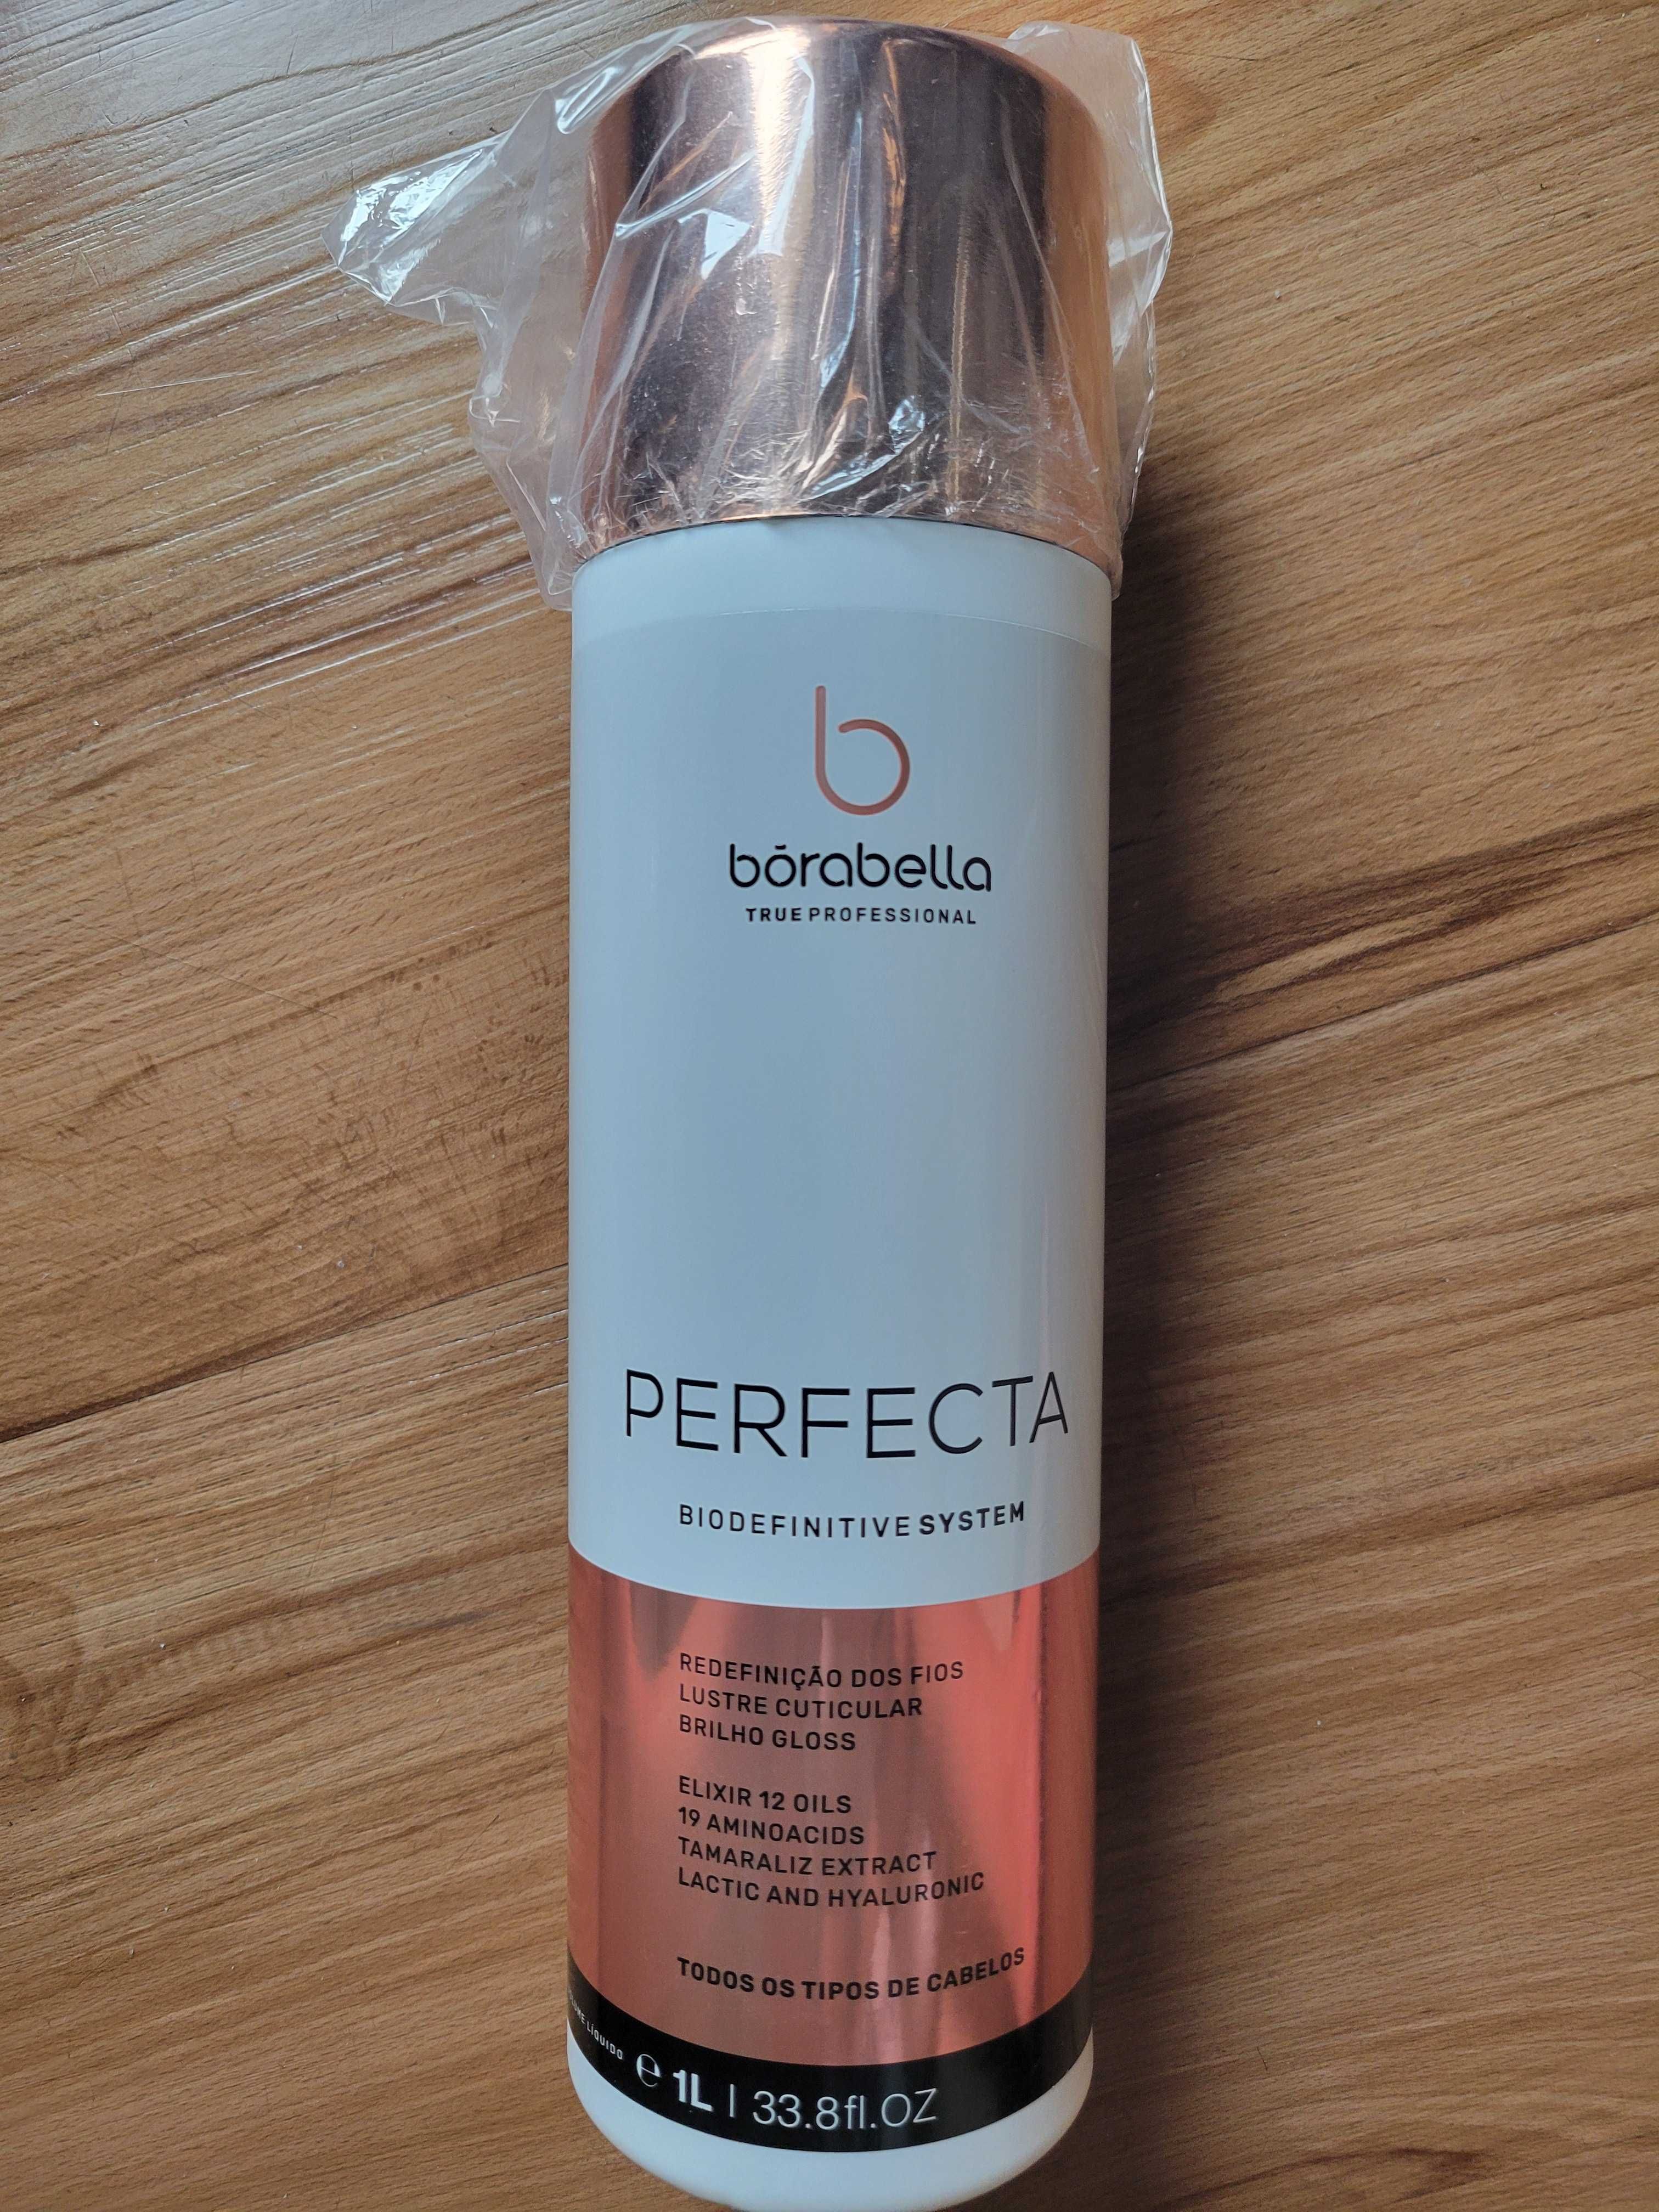 b
bōrabella
TRUE PROFESSIONAL
PERFECTA
BIODEFINITIVE SYSTEM
REDEFINIÇÃO DOS FIOS
LUSTRE CUTICULAR
BRILHO GLOSS
ELIXIR 12 OILS
19 AMINOACIDS
TAMARALIZ EXTRACT
LACTIC AND HYALURONIC
TODOS OS TIPOS DE CABELOS
LÍQUIDO ℮ 1L | 33.8fl.OZ